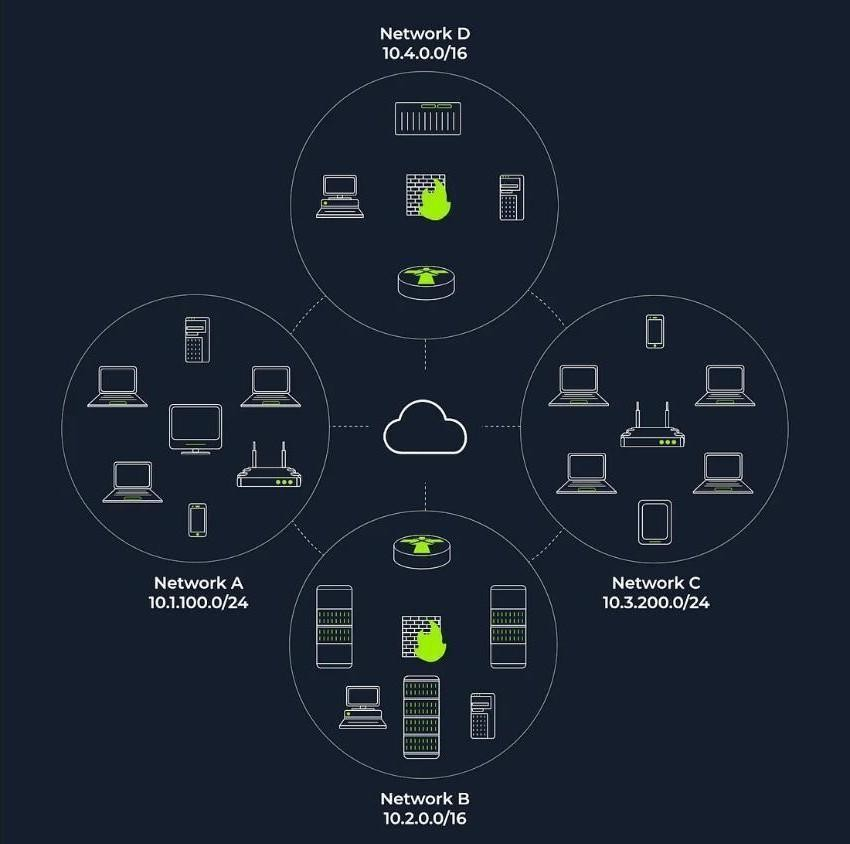 Network D
10.4.0.0/16
Network A
10.1.100.0/24
Network C
10.3.200.0/24
Network B
10.2.0.0/16